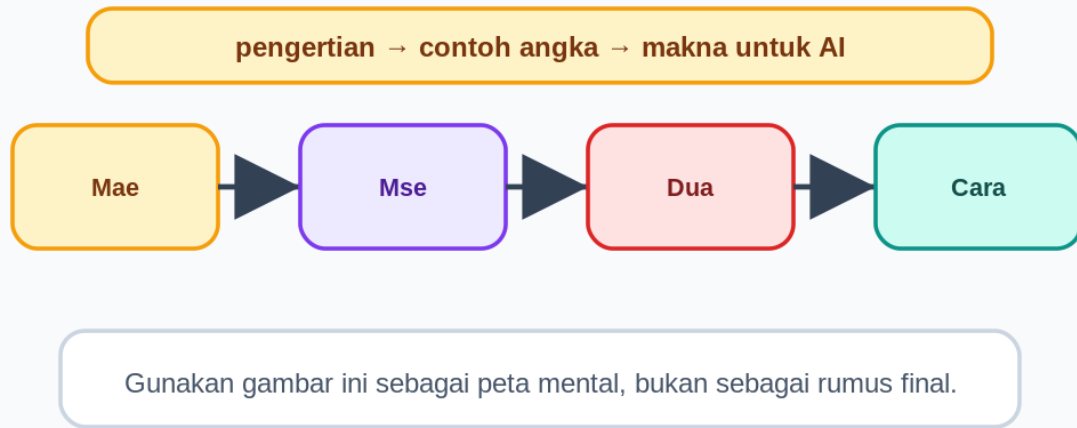 pengertian → contoh angka → makna untuk AI
Mae
Mse
Dua
Cara
Gunakan gambar ini sebagai peta mental, bukan sebagai rumus final.